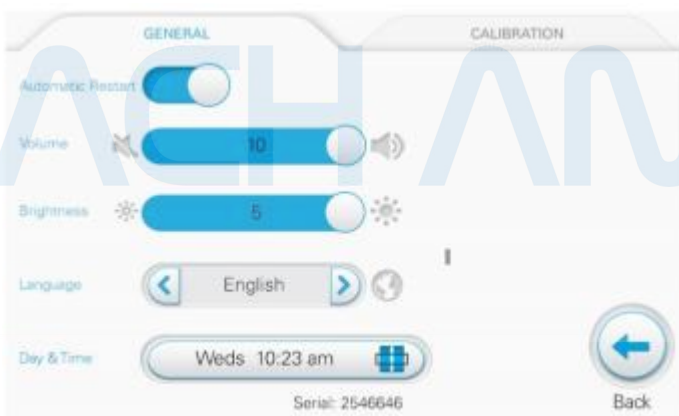 GENERAL CALIBRATION
Automatic Restart
Volume 10
Brightness 5
Language English
Day & Time Weds 10:23 am
Serial: 2546646
Back